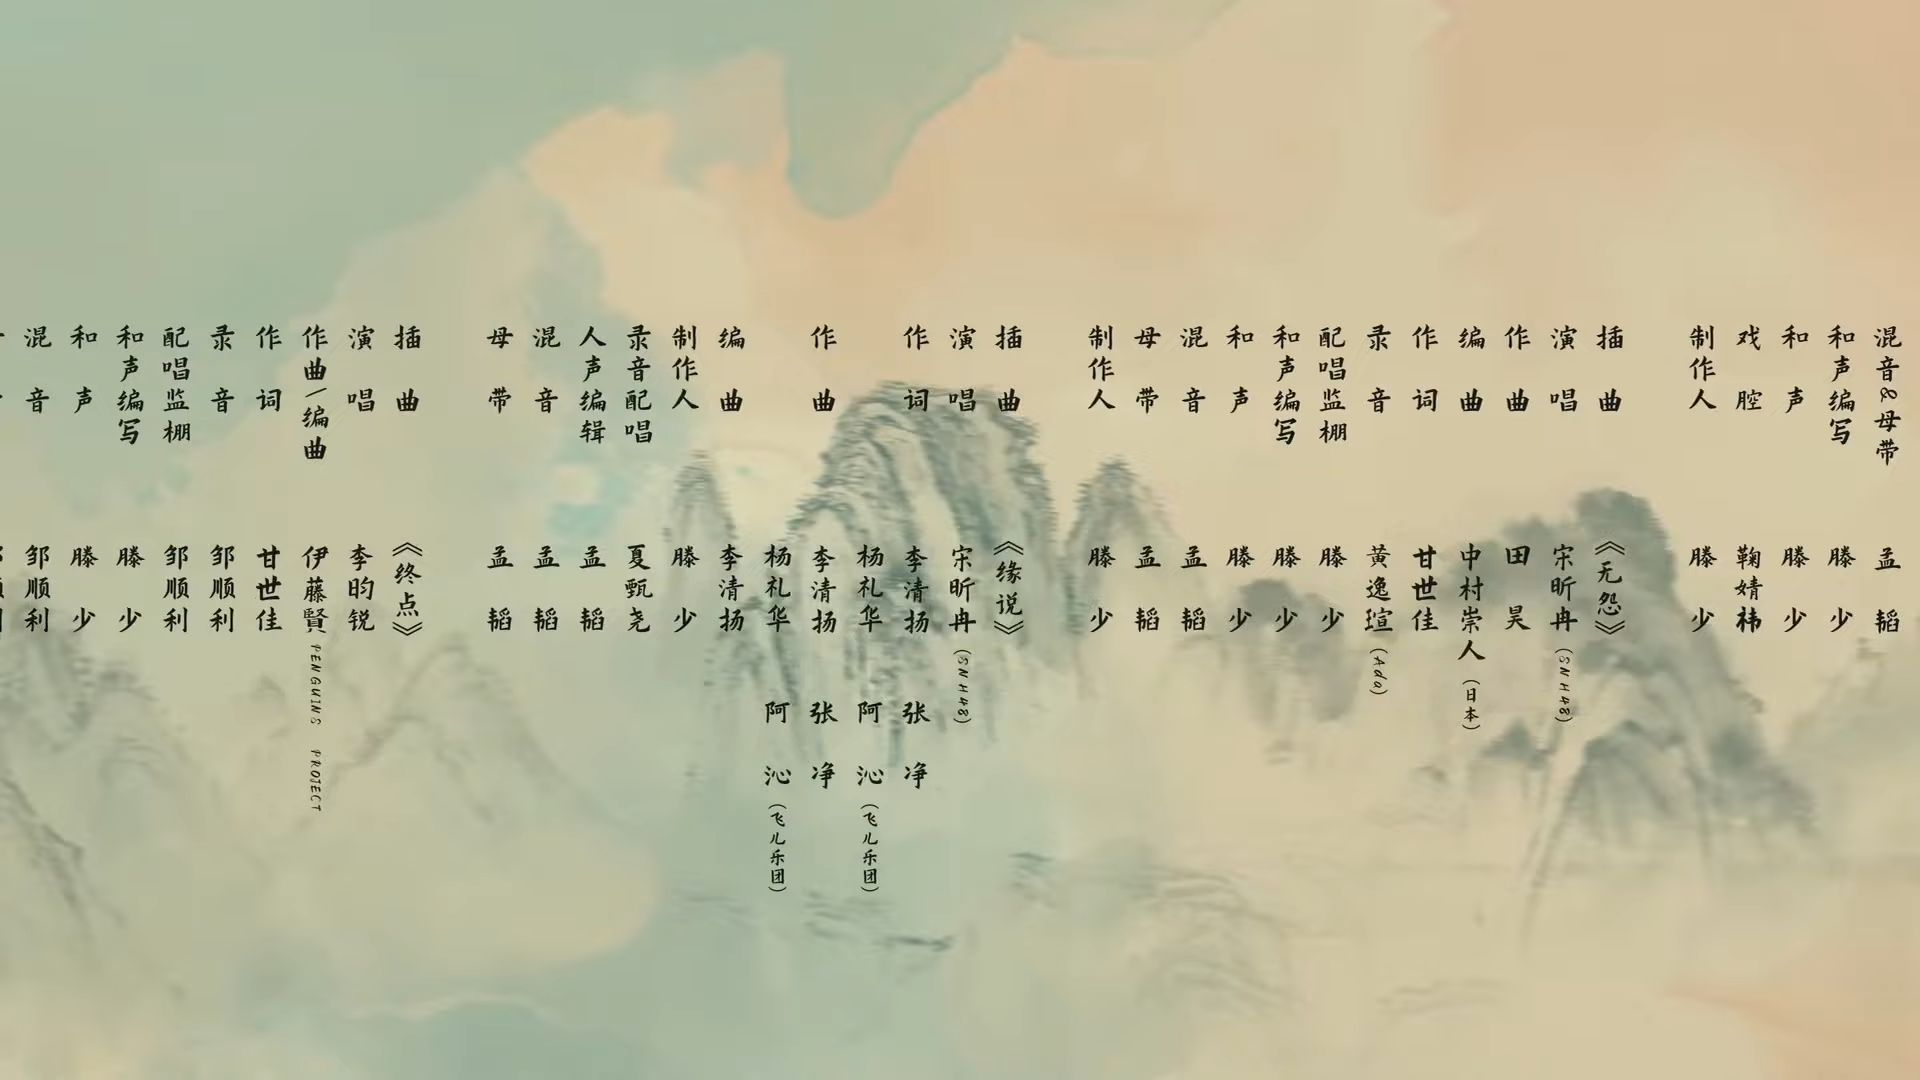 混音&母带 孟韬
和声编写 滕少
和声 滕少
戏腔 鞠婧祎
制作人 滕少
插曲 《无怨》
演唱 宋昕冉(SNH48)
作曲 田昊
编曲 中村崇人(日本)
作词 甘世佳
录音 黄逸瑄(Ada)
配唱监棚 滕少
和声编写 滕少
和声 滕少
混音 孟韬
母带 孟韬
制作人 滕少
插曲 《缘说》
演唱 宋昕冉(SNH48)
作词 李清扬 张净
杨礼华 阿沁(飞儿乐团)
作曲 李清扬 张净
杨礼华 阿沁(飞儿乐团)
编曲 李清扬
制作人 滕少
录音配唱 夏甄尧
人声编辑 孟韬
混音 孟韬
母带 孟韬
插曲 《终点》
演唱 李昀锐
作曲/编曲 伊藤賢 PENGUINS PROJECT
作词 甘世佳
录音 邹顺利
配唱监棚 邹顺利
和声编写 滕少
和声 滕少
混音 邹顺利